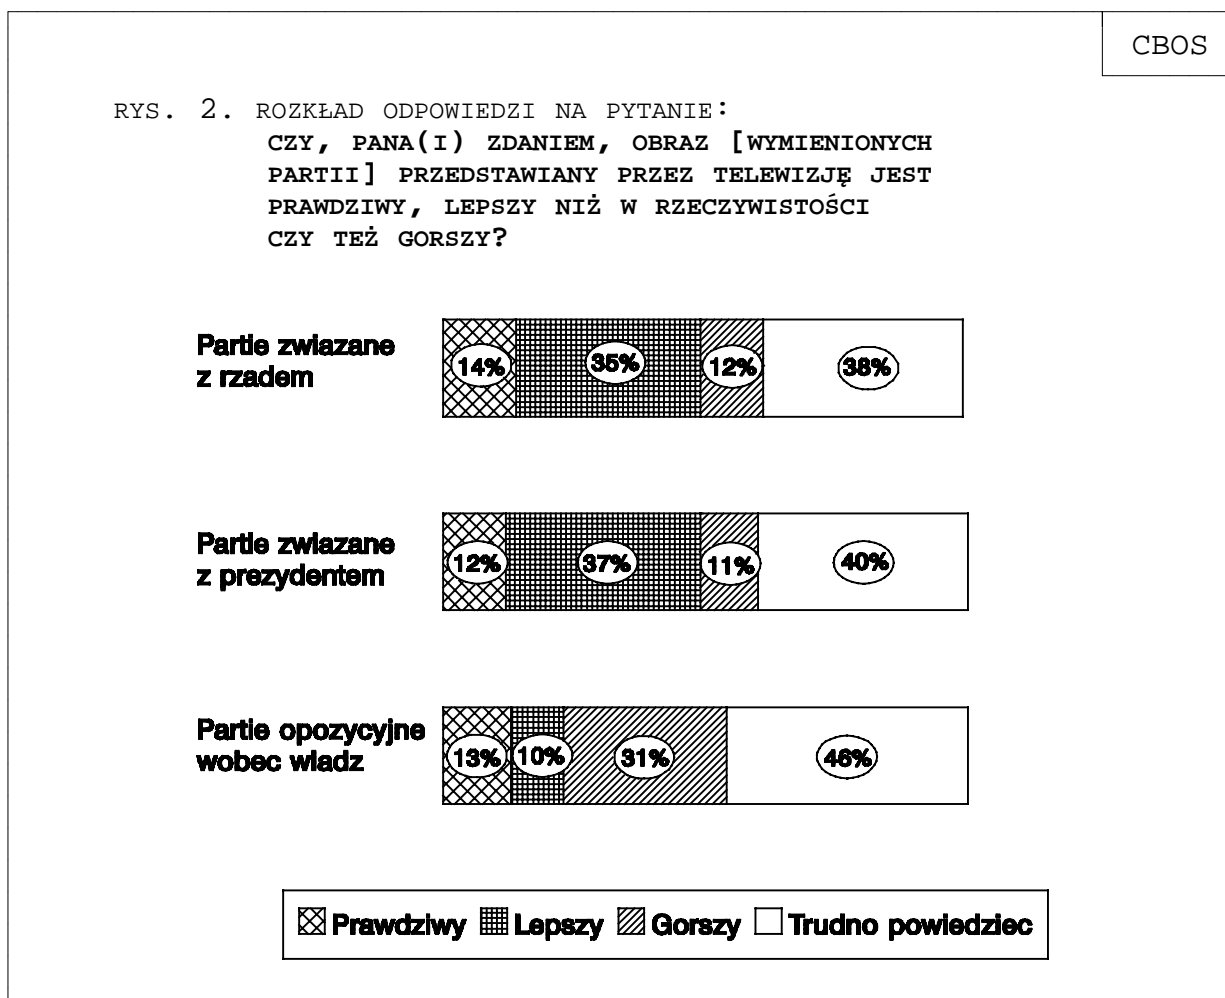 CBOS
RYS. 2. ROZKŁAD ODPOWIEDZI NA PYTANIE:
CZY, PANA(I) ZDANIEM, OBRAZ [WYMIENIONYCH
PARTII] PRZEDSTAWIANY PRZEZ TELEWIZJĘ JEST
PRAWDZIWY, LEPSZY NIŻ W RZECZYWISTOŚCI
CZY TEŻ GORSZY?
Partie zwiazane
z rzadem
14% 35% 12% 38%
Partie zwiazane
z prezydentem
12% 37% 11% 40%
Partie opozycyjne
wobec wladz
13% 10% 31% 46%
Prawdziwy Lepszy Gorszy Trudno powiedziec